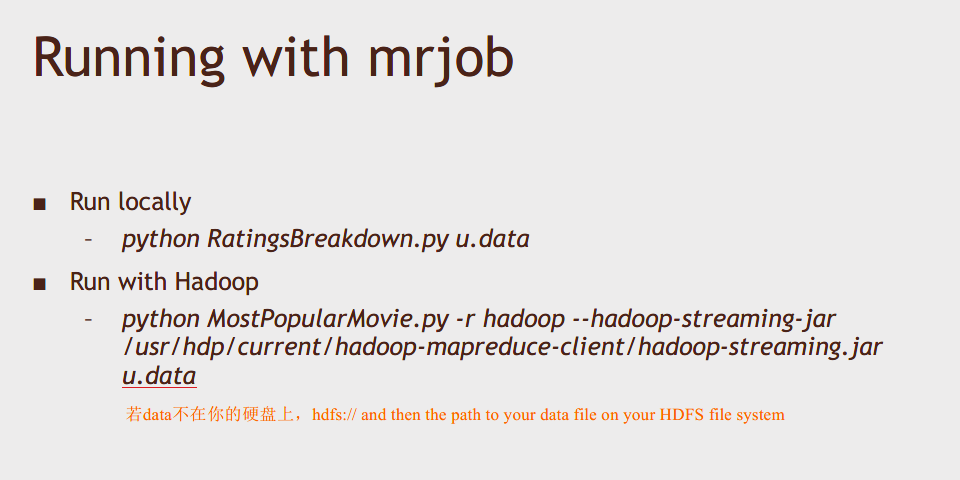 Running with mrjob
■ Run locally
– python RatingsBreakdown.py u.data
■ Run with Hadoop
– python MostPopularMovie.py -r hadoop --hadoop-streaming-jar
/usr/hdp/current/hadoop-mapreduce-client/hadoop-streaming.jar
u.data
若data不在你的硬盘上，hdfs:// and then the path to your data file on your HDFS file system